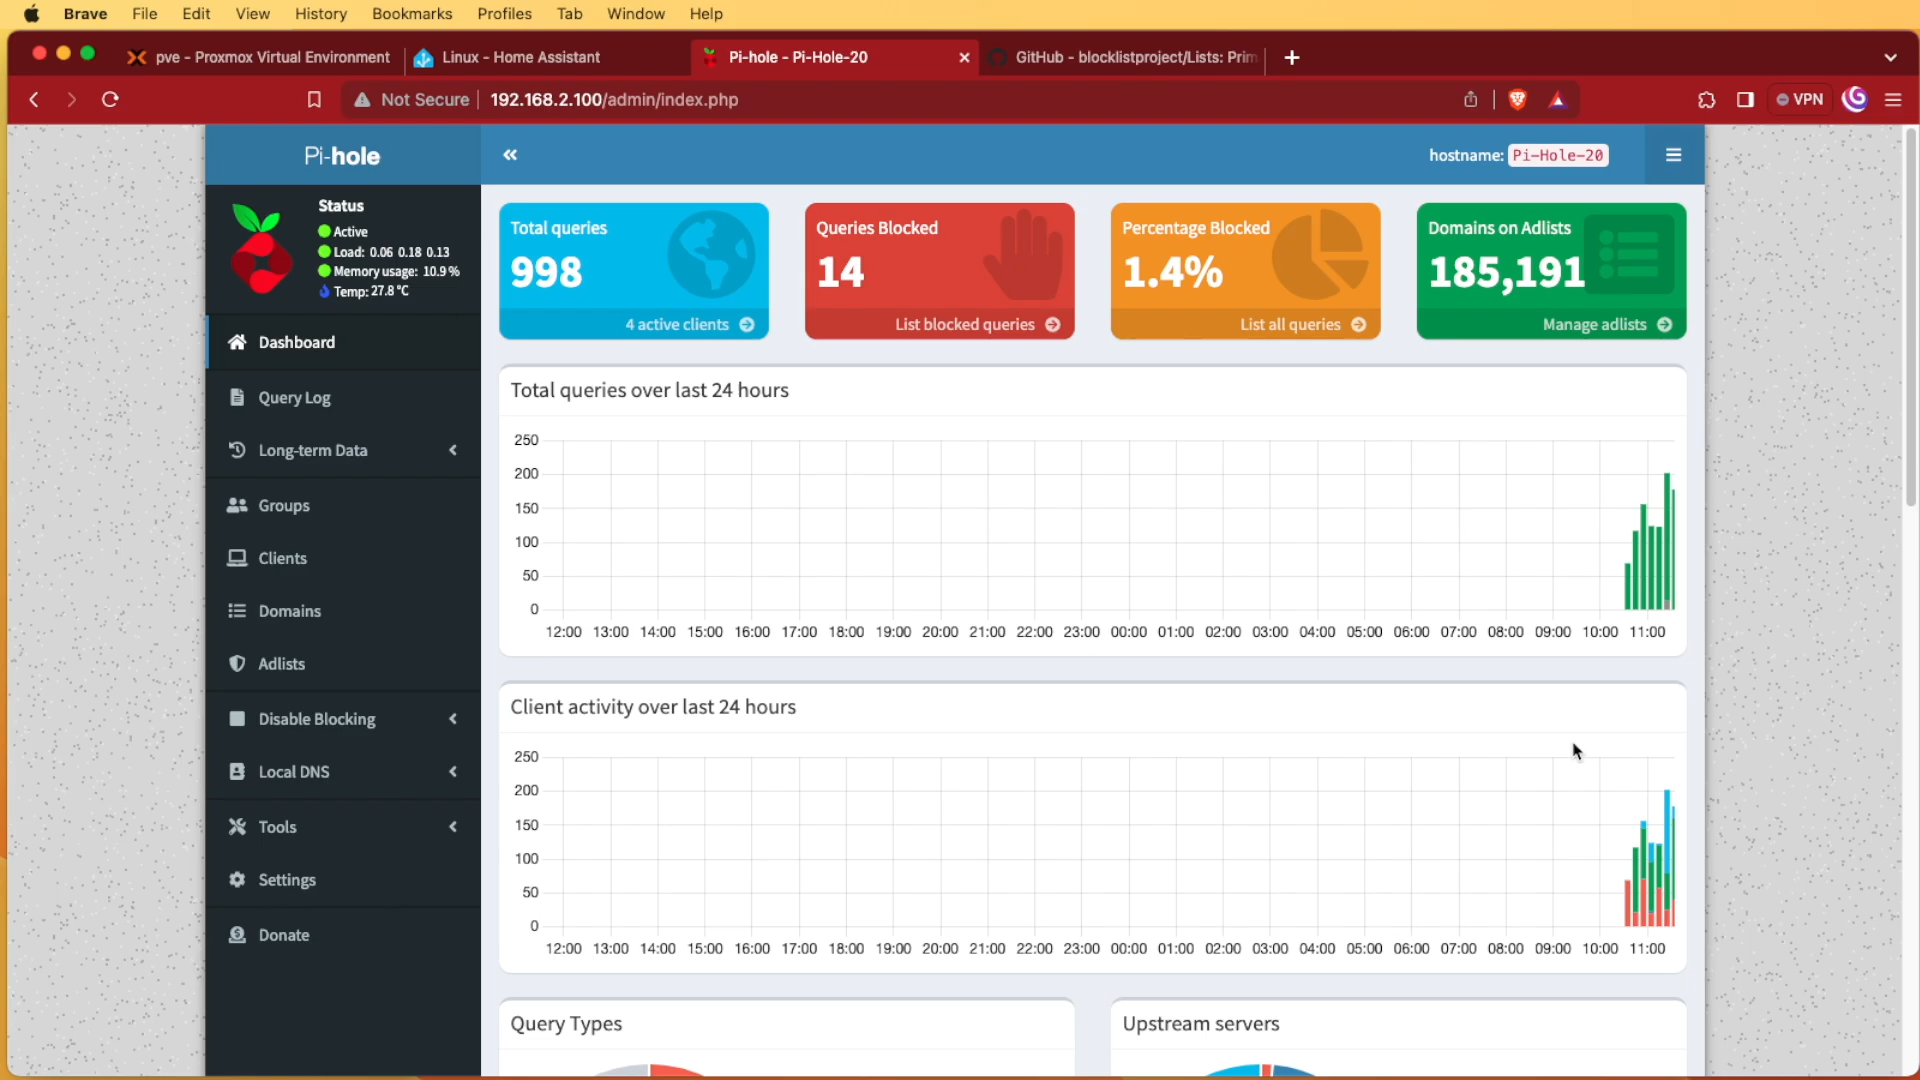 Brave File Edit View History Bookmarks Profiles Tab Window Help
pve - Proxmox Virtual Environment
Linux - Home Assistant
Pi-hole - Pi-Hole-20
GitHub - blocklistproject/Lists: Prim
Not Secure 192.168.2.100/admin/index.php
VPN
Pi-hole
hostname: Pi-Hole-20
Status
Active
Load: 0.06 0.18 0.13
Memory usage: 10.9 %
Temp: 27.8 °C
Dashboard
Query Log
Long-term Data
Groups
Clients
Domains
Adlists
Disable Blocking
Local DNS
Tools
Settings
Donate
Total queries
998
4 active clients
Queries Blocked
14
List blocked queries
Percentage Blocked
1.4%
List all queries
Domains on Adlists
185,191
Manage adlists
Total queries over last 24 hours
250
200
150
100
50
0
12:00 13:00 14:00 15:00 16:00 17:00 18:00 19:00 20:00 21:00 22:00 23:00 00:00 01:00 02:00 03:00 04:00 05:00 06:00 07:00 08:00 09:00 10:00 11:00
Client activity over last 24 hours
250
200
150
100
50
0
12:00 13:00 14:00 15:00 16:00 17:00 18:00 19:00 20:00 21:00 22:00 23:00 00:00 01:00 02:00 03:00 04:00 05:00 06:00 07:00 08:00 09:00 10:00 11:00
Query Types
Upstream servers